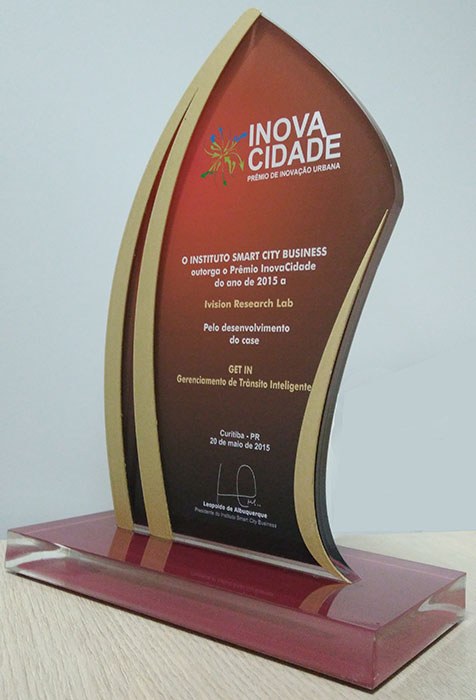 INOVA
CIDADE
PRÊMIO DE INOVAÇÃO URBANA
O INSTITUTO SMART CITY BUSINESS
outorga o Prêmio InovaCidade
do ano de 2015 a
Ivision Research Lab
Pelo desenvolvimento
do case
GET IN
Gerenciamento de Trânsito Inteligente
Curitiba - PR
20 de maio de 2015
Leopoldo de Albuquerque
Presidente do Instituto Smart City Business